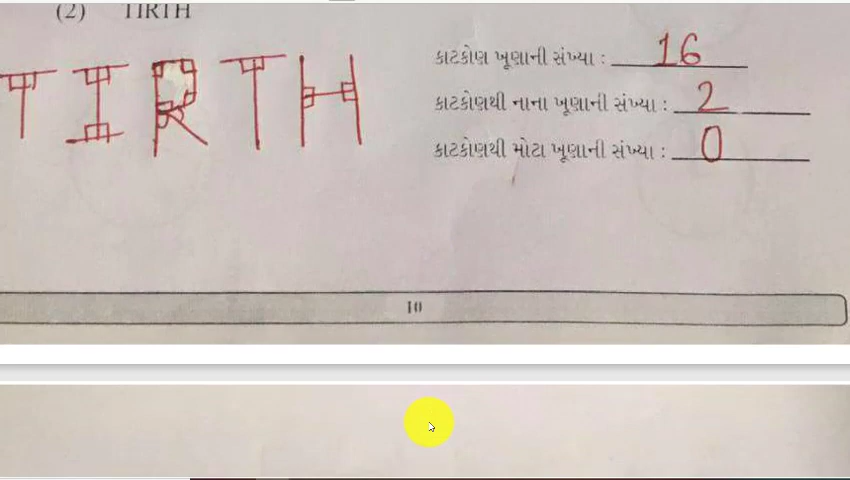 (2) TIRTH
TIRTH
કાટકોણ ખૂણાની સંખ્યા : 16
કાટકોણથી નાના ખૂણાની સંખ્યા : 2
કાટકોણથી મોટા ખૂણાની સંખ્યા : 0
10